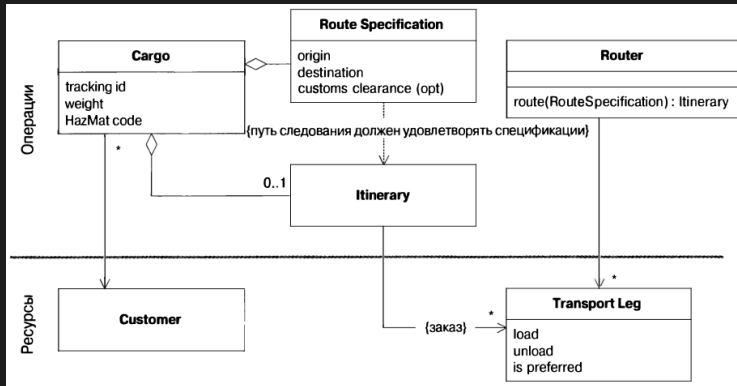 Операции
Cargo
tracking id
weight
HazMat code
Route Specification
origin
destination
customs clearance (opt)
Router
route(RouteSpecification) : Itinerary
{путь следования должен удовлетворять спецификации}
*
0..1
Itinerary
Ресурсы
Customer
{заказ}
*
*
Transport Leg
load
unload
is preferred